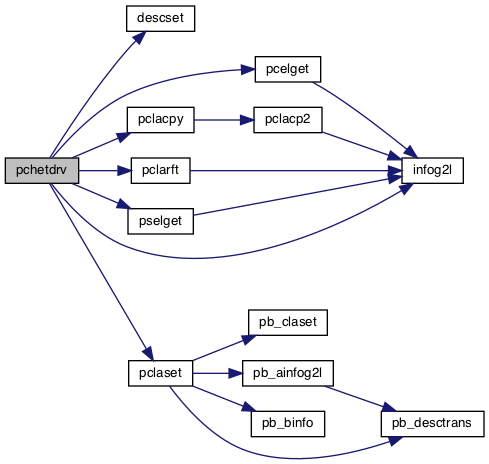 descset
pcelget
pclacpy
pclacp2
pchetdrv
pclarft
infog2l
pselget
pb_claset
pclaset
pb_ainfog2l
pb_binfo
pb_desctrans